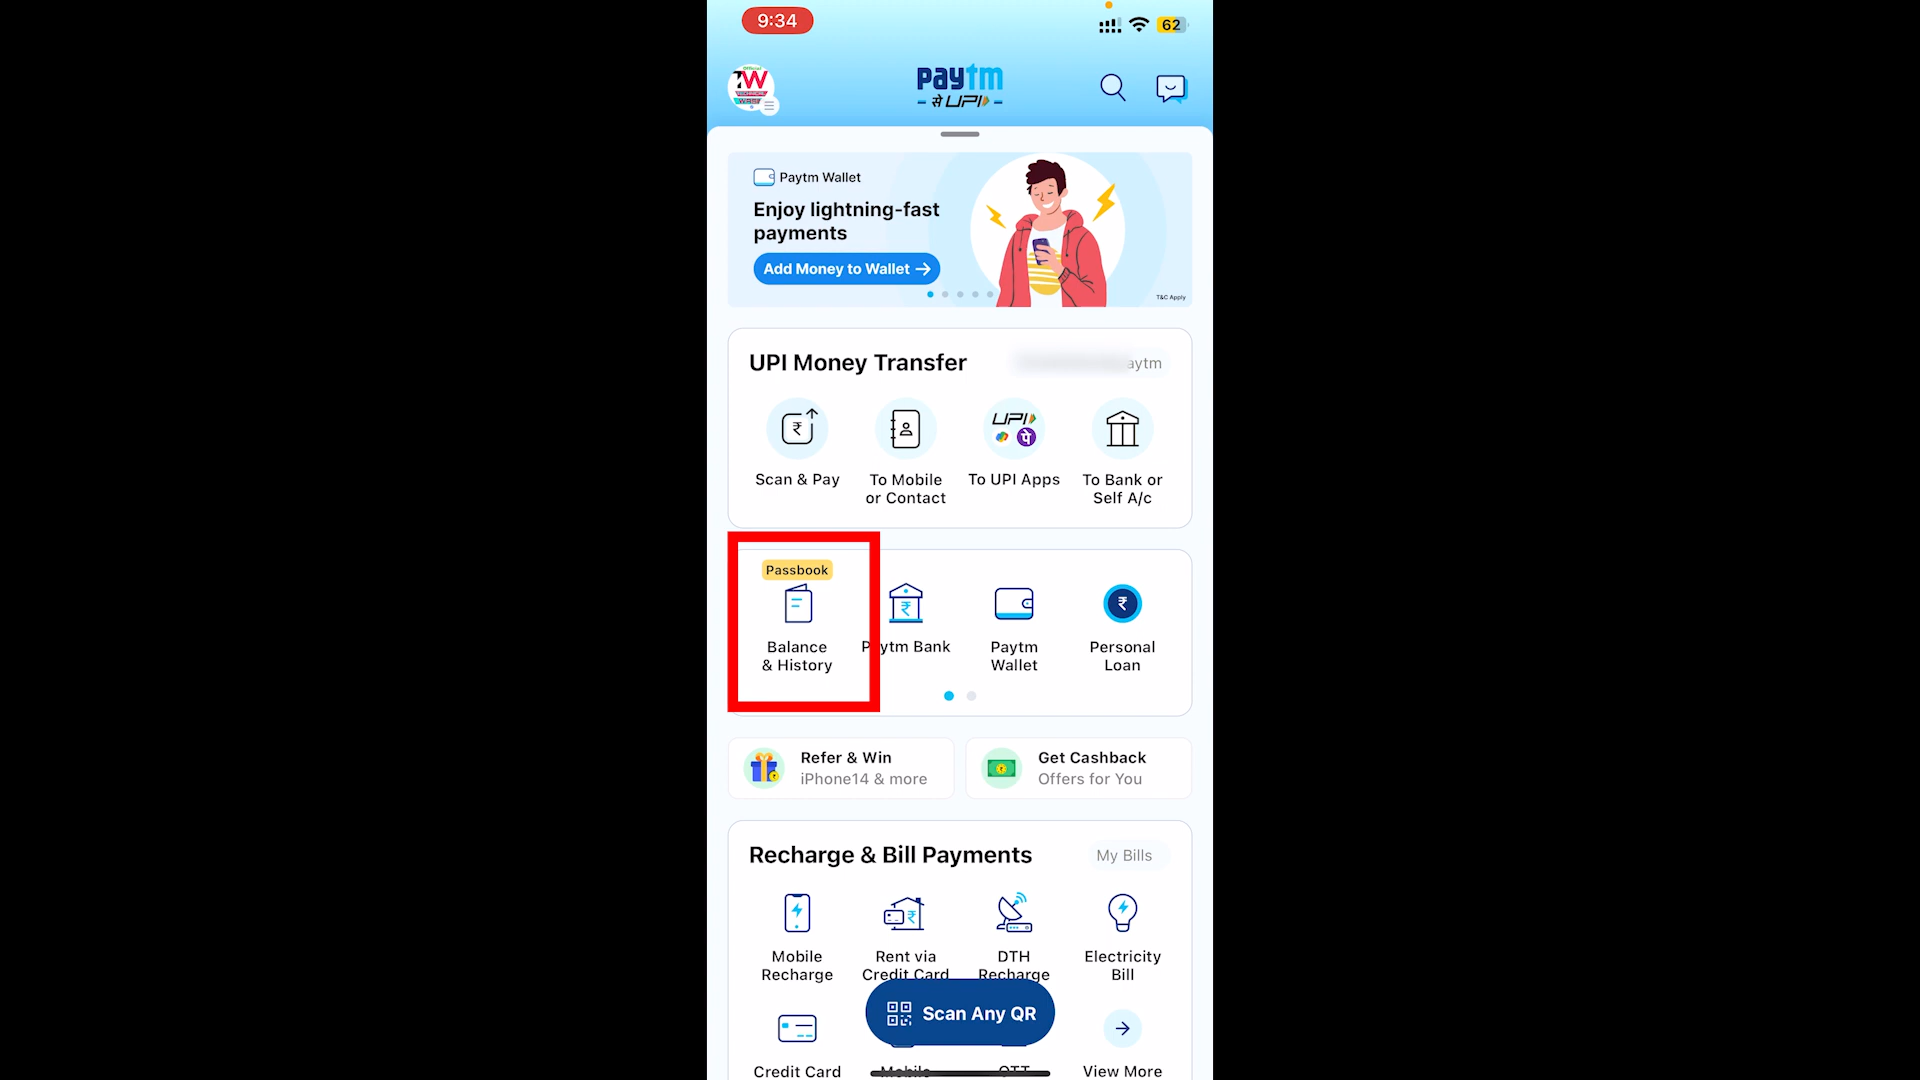 9:34
62
paytm
से UPI
Paytm Wallet
Enjoy lightning-fast
payments
Add Money to Wallet
T&C Apply
UPI Money Transfer
aytm
UPI
पे
Scan & Pay
To Mobile
or Contact
To UPI Apps
To Bank or
Self A/c
Passbook
Balance
& History
ytm Bank
Paytm
Wallet
Personal
Loan
Refer & Win
iPhone14 & more
Get Cashback
Offers for You
Recharge & Bill Payments
My Bills
Mobile
Recharge
Rent via
Credit Card
DTH
Recharge
Electricity
Bill
Scan Any QR
Credit Card
Mobile
OTT
View More